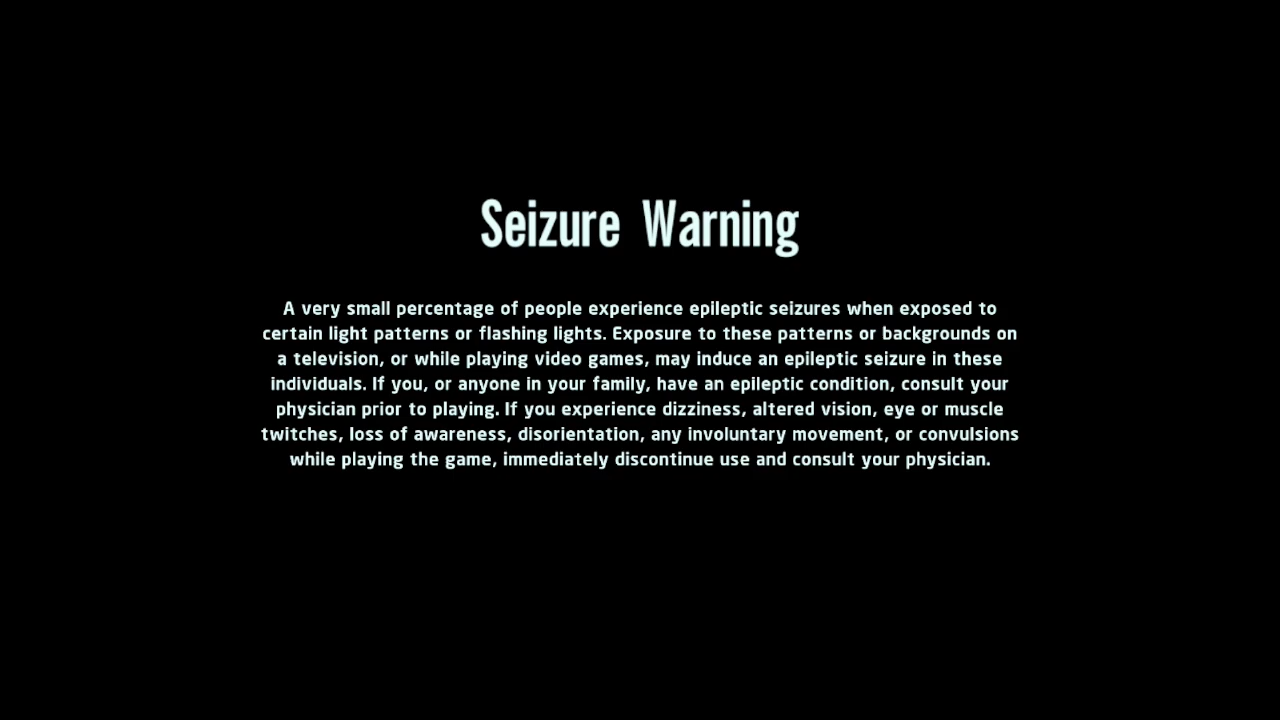 Seizure Warning
A very small percentage of people experience epileptic seizures when exposed to
certain light patterns or flashing lights. Exposure to these patterns or backgrounds on
a television, or while playing video games, may induce an epileptic seizure in these
individuals. If you, or anyone in your family, have an epileptic condition, consult your
physician prior to playing. If you experience dizziness, altered vision, eye or muscle
twitches, loss of awareness, disorientation, any involuntary movement, or convulsions
while playing the game, immediately discontinue use and consult your physician.